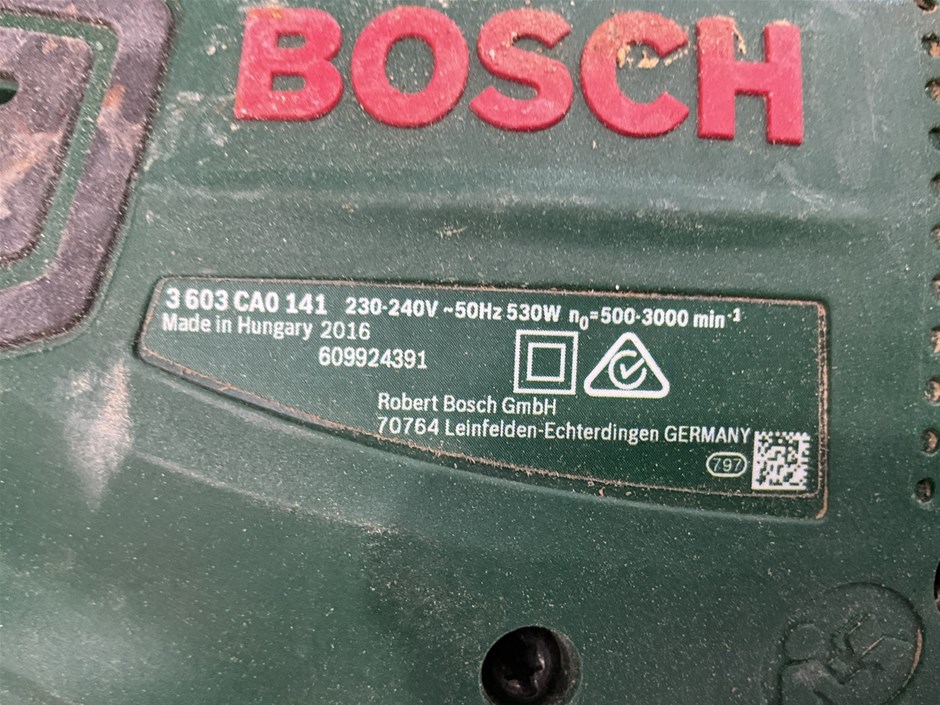 BOSCH
3 603 CA0 141 230-240V ~50Hz 530W n₀=500-3000 min⁻¹
Made in Hungary 2016
609924391
Robert Bosch GmbH
70764 Leinfelden-Echterdingen GERMANY
797